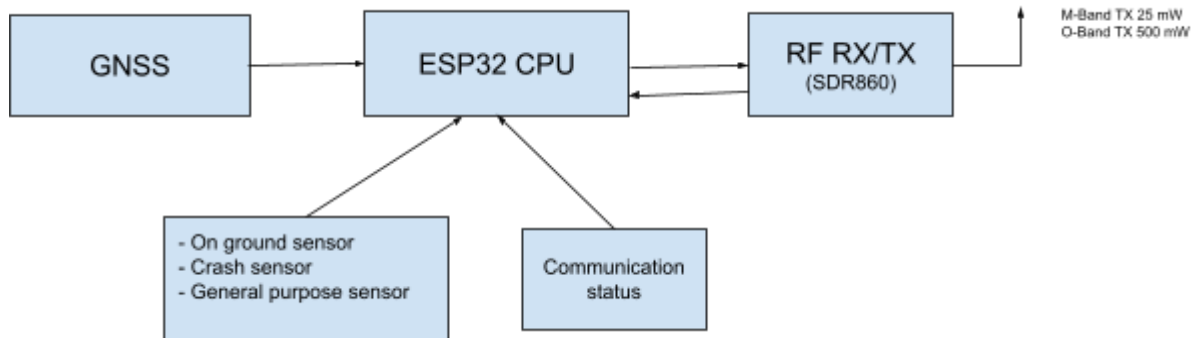 GNSS
ESP32 CPU
RF RX/TX
(SDR860)
M-Band TX 25 mW
O-Band TX 500 mW
- On ground sensor
- Crash sensor
- General purpose sensor
Communication
status